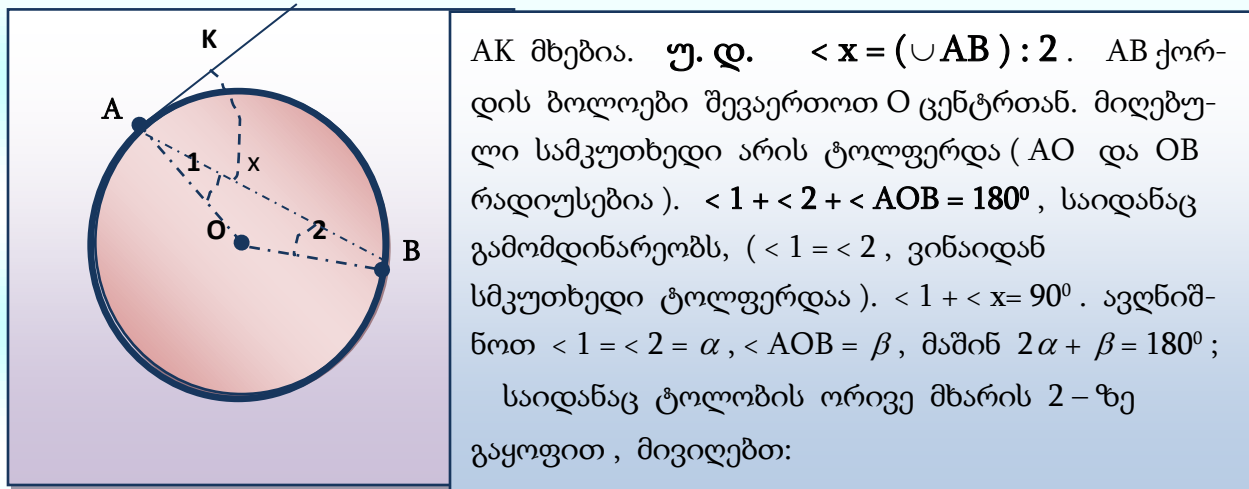 K
A
1
x
O
2
B
AK მხებია. უ. დ. < x = (∪ AB ) : 2 . AB ქორ-
დის ბოლოები შევაერთოთ O ცენტრთან. მიღებუ-
ლი სამკუთხედი არის ტოლფერდა ( AO და OB
რადიუსებია ). < 1 + < 2 + < AOB = 180⁰ , საიდანაც
გამომდინარეობს, ( < 1 = < 2 , ვინაიდან
სმკუთხედი ტოლფერდაა ). < 1 + < x= 90⁰ . ავღნიშ-
ნოთ < 1 = < 2 = α , < AOB = β , მაშინ 2α + β = 180⁰ ;
საიდანაც ტოლობის ორივე მხარის 2 – ზე
გაყოფით , მივიღებთ: